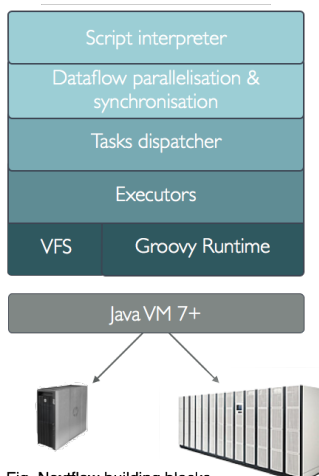 Script interpreter
Dataflow parallelisation &
synchronisation
Tasks dispatcher
Executors
VFS
Groovy Runtime
Java VM 7+
Fig. Nextflow building blocks